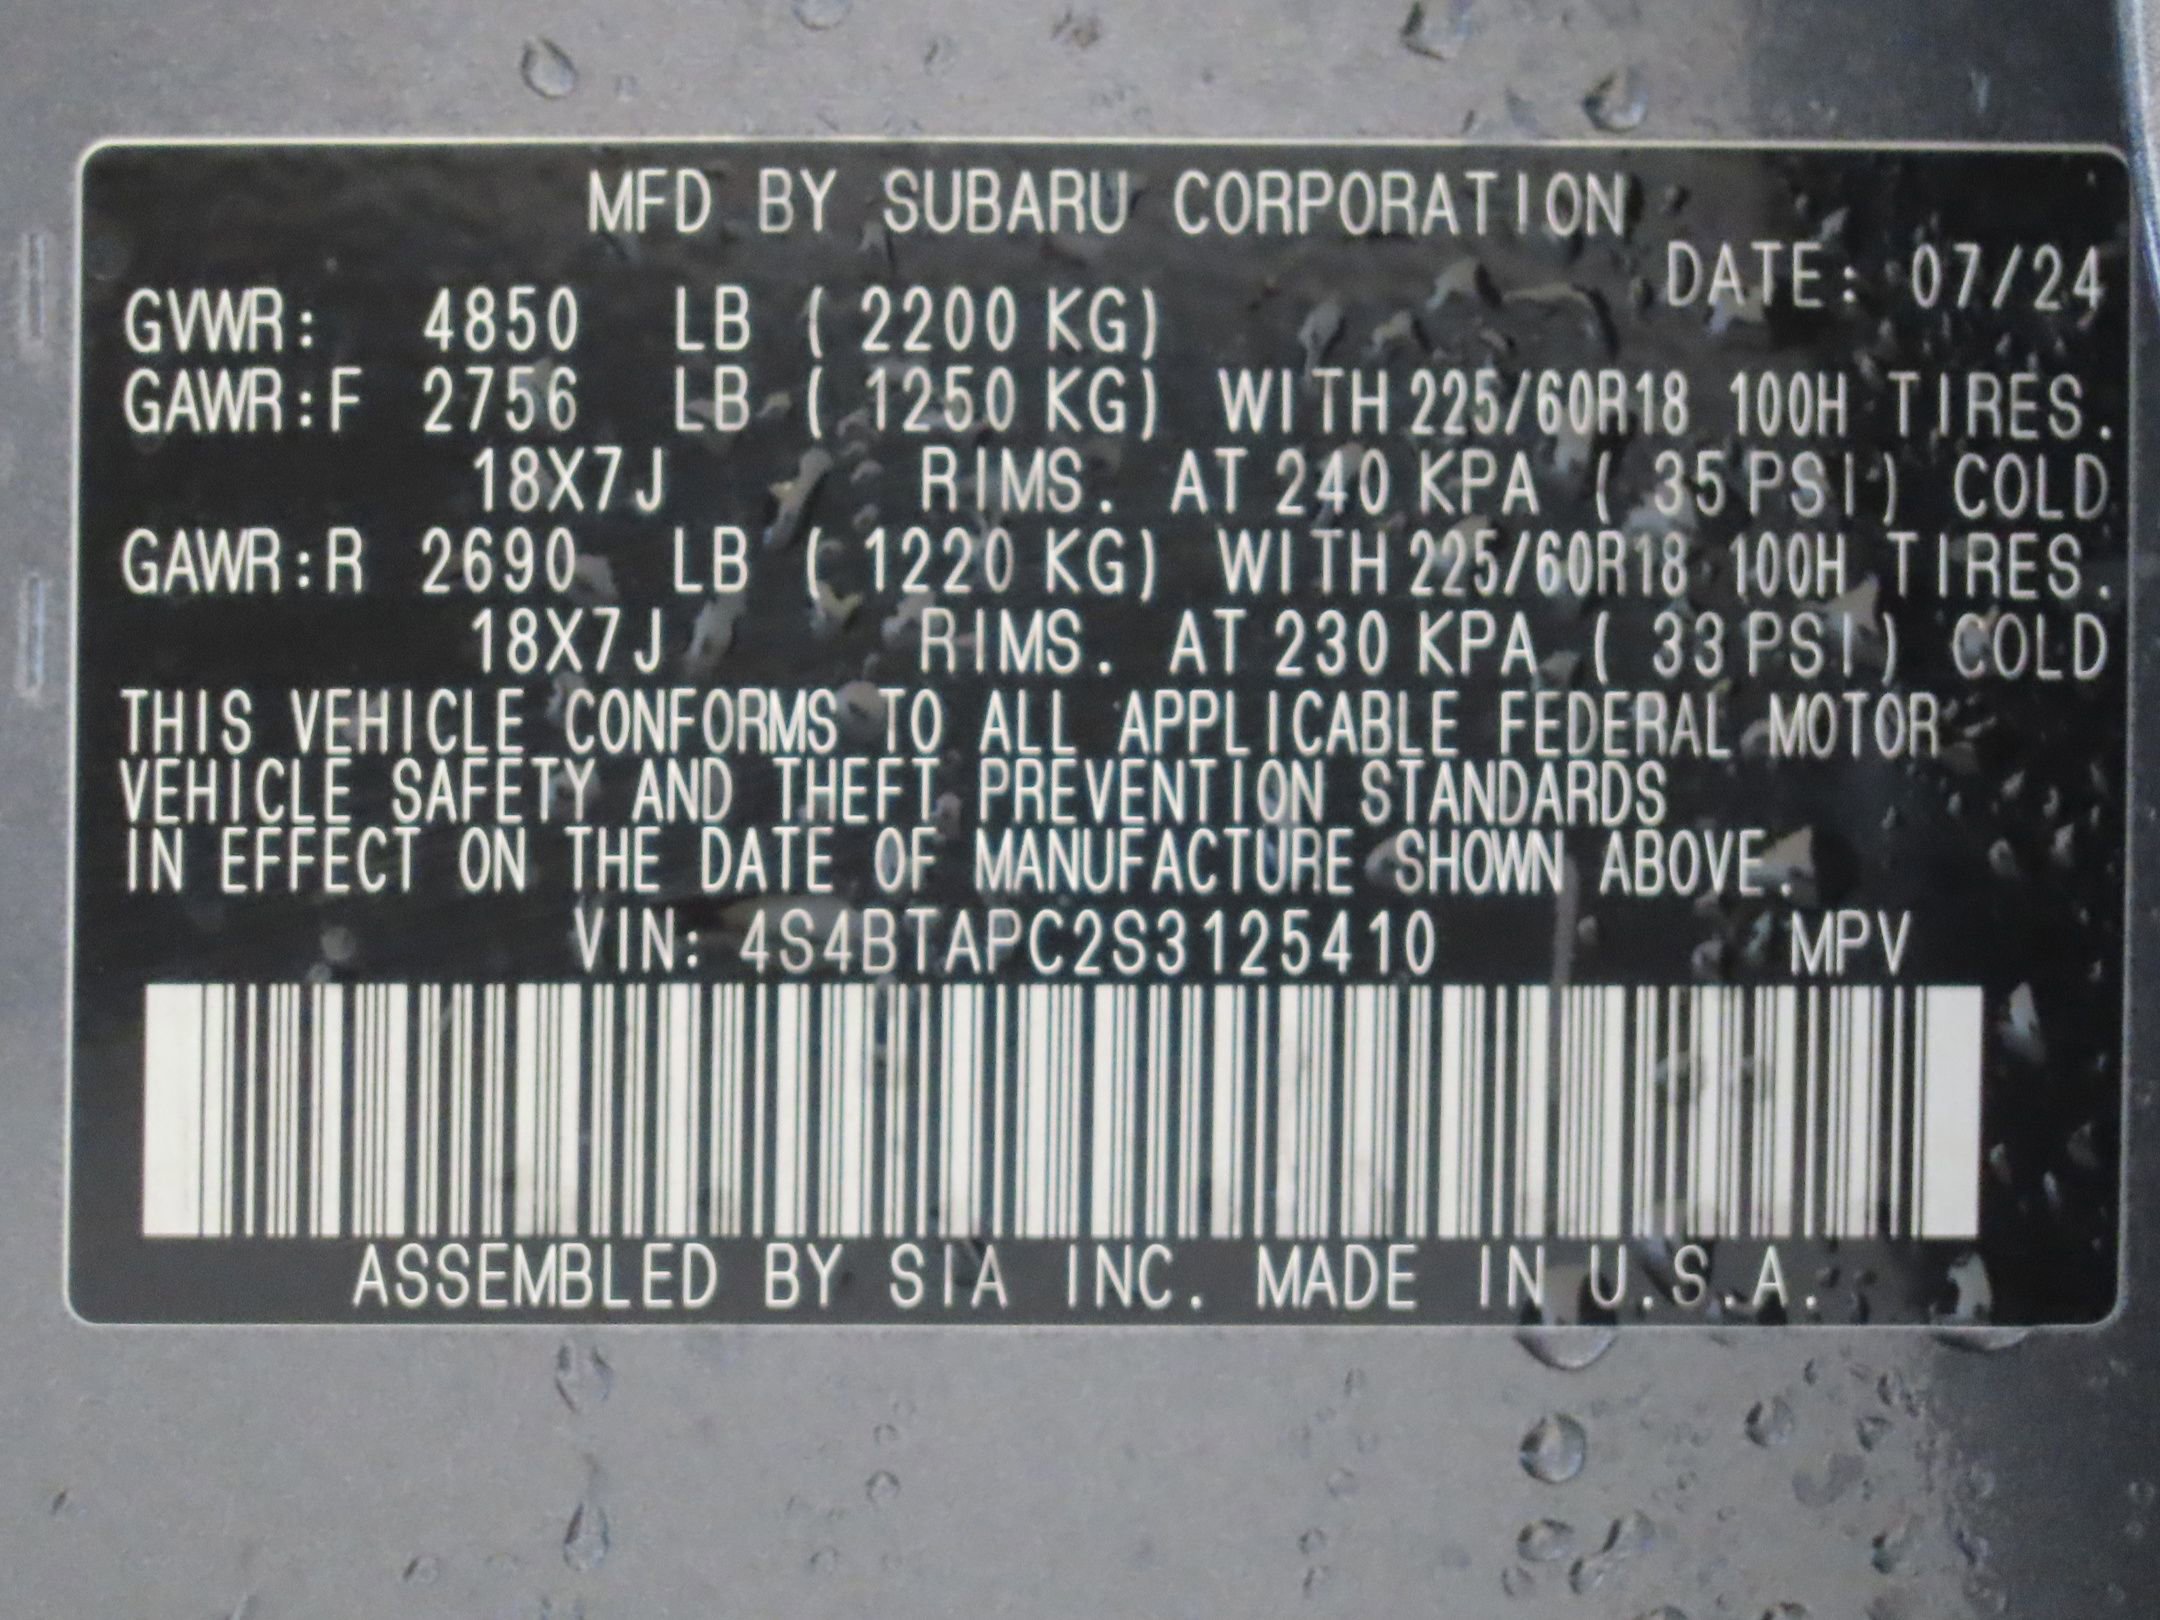 MFD BY SUBARU CORPORATION
DATE: 07/24
GVWR: 4850 LB ( 2200 KG)
GAWR:F 2756 LB ( 1250 KG) WITH 225/60R18 100H TIRES.
18X7J RIMS. AT 240 KPA ( 35 PSI) COLD
GAWR:R 2690 LB ( 1220 KG) WITH 225/60R18 100H TIRES.
18X7J RIMS. AT 230 KPA ( 33 PSI) COLD
THIS VEHICLE CONFORMS TO ALL APPLICABLE FEDERAL MOTOR
VEHICLE SAFETY AND THEFT PREVENTION STANDARDS
IN EFFECT ON THE DATE OF MANUFACTURE SHOWN ABOVE.
VIN: 4S4BTAPC2S3125410 MPV
ASSEMBLED BY SIA INC. MADE IN U.S.A.